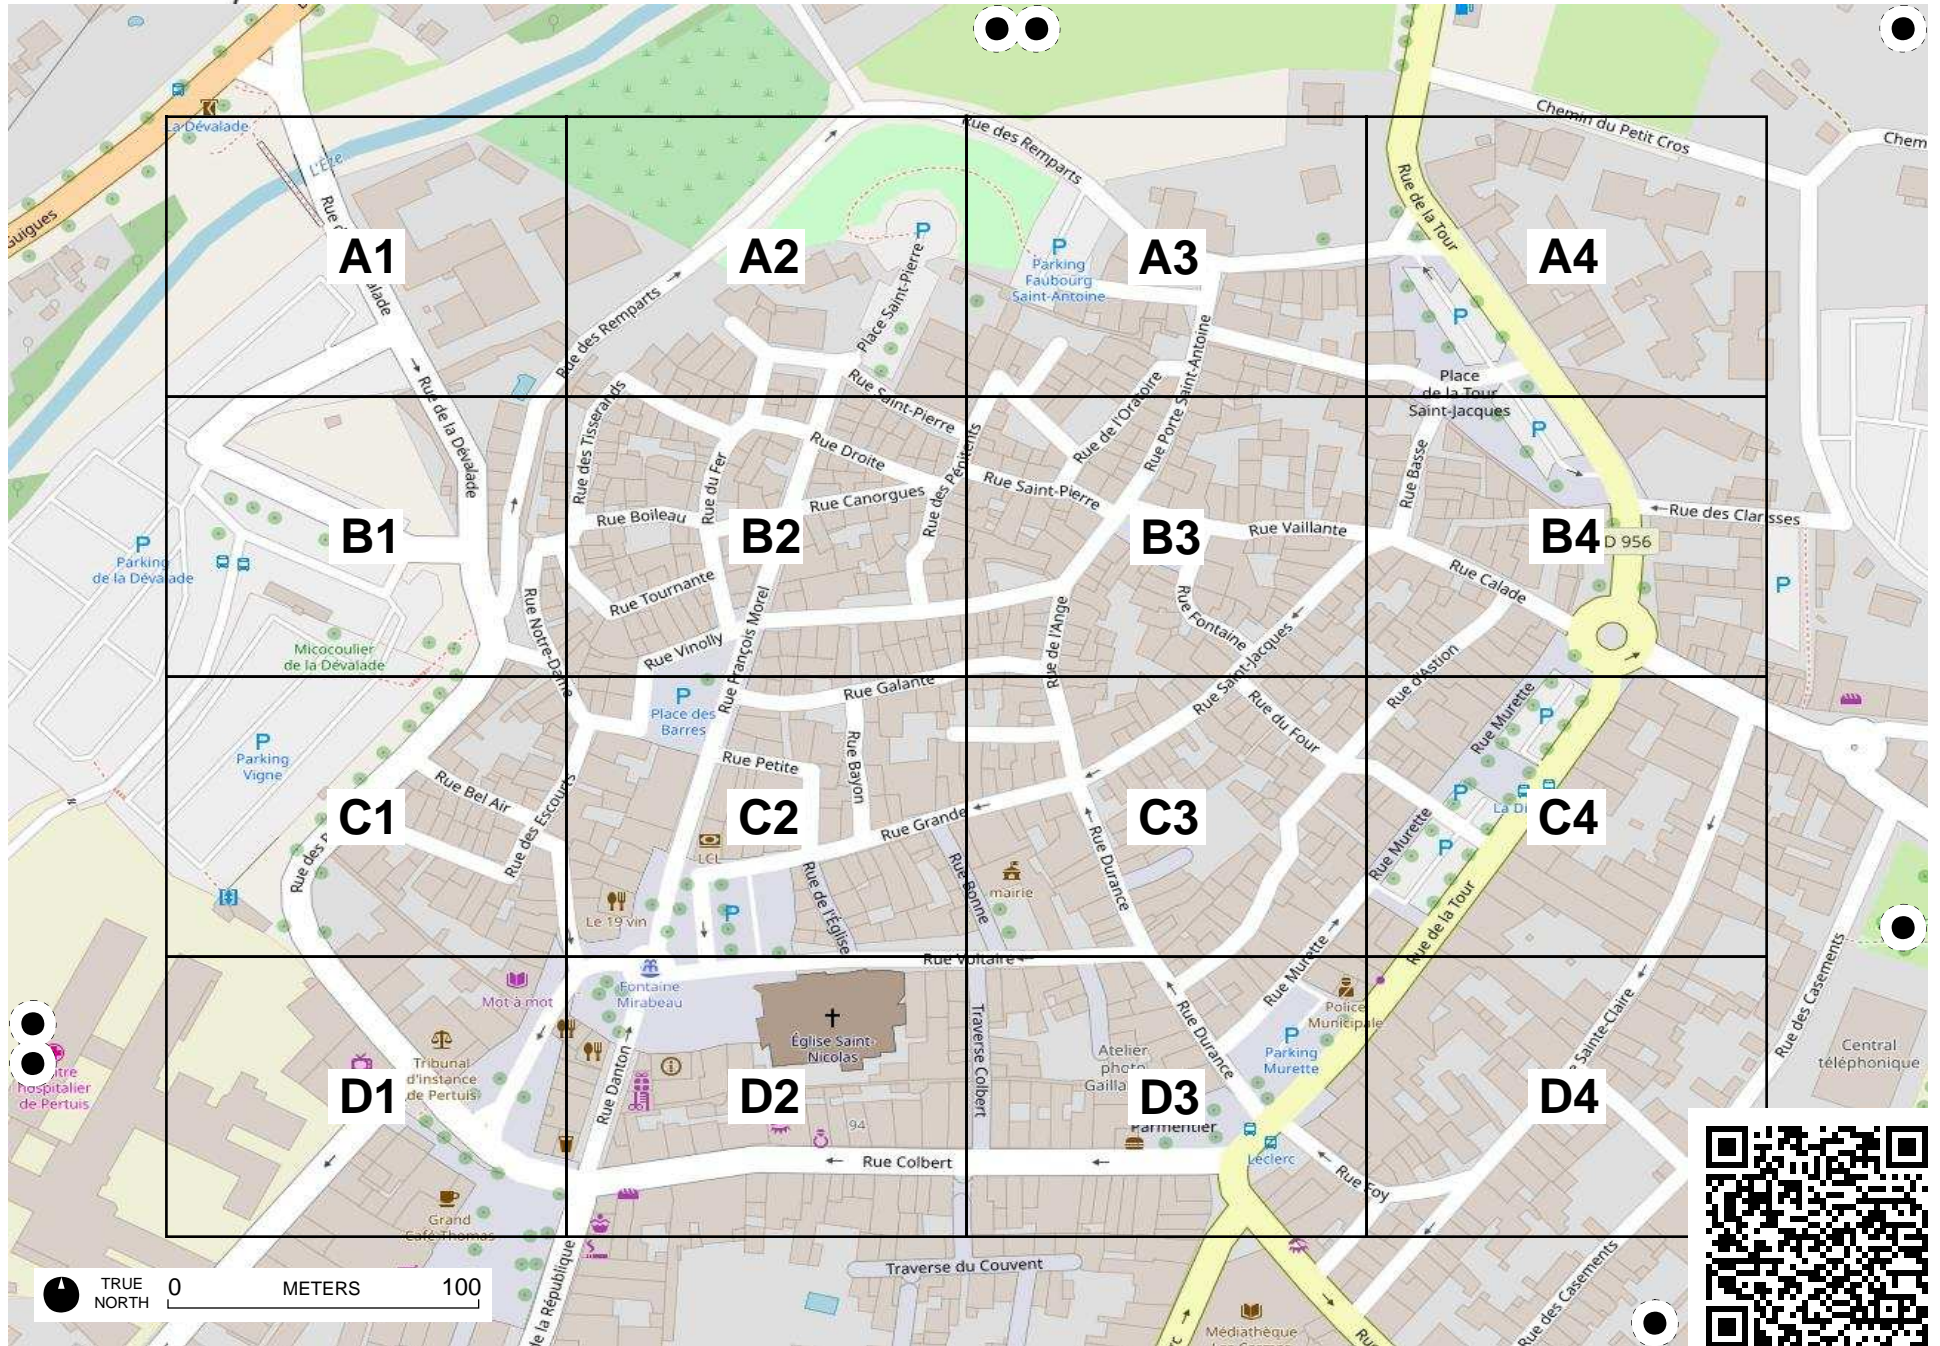 Chemin du Petit Cros
Chem
La Dévalade
L'Èze
Rue des Remparts
Guigues
Rue de la Tour
A1
A2
A3
A4
P
P
Parking
Faubourg
Saint-Antoine
Place Saint-Pierre
P
alade
Rue des Remparts
Rue Porte Saint-Antoine
Place
de la Tour
Saint-Jacques
Rue de la Dévalade
Rue des Tisserands
Rue Saint-Pierre
Rue de l'Oratoire
P
Rue Droite
Rue du Fer
Rue des Pénitents
Rue Saint-Pierre
Rue Basse
Rue Canorgues
Rue Boileau
Rue Vaillante
Rue des Clarisses
B1
B2
B3
B4
D 956
P
Parking
de la Dévalade
Rue Tournante
Rue Calade
P
Rue Notre-Dame
Rue François Morel
Rue de l'Ange
Rue Fontaine
Rue Saint-Jacques
Micocoulier
de la Dévalade
Rue Vinolly
Rue Galante
Rue d'Astion
P
Place des
Barres
Rue Murette
P
P
Parking
Vigne
Rue du Four
Rue Petite
Rue Bayon
Rue Bel Air
Rue des Escourts
P
La Di
C1
C2
C3
C4
Rue Grande
LCL
Rue Murette
P
Rue des
Rue Durance
Rue Bonne
mairie
Rue de l'Église
Le 19 vin
P
Rue de la Tour
Rue Voltaire
Mot à mot
Fontaine
Mirabeau
Rue Murette
Police
Municipale
Rue des Casements
Rue Durance
Traverse Colbert
Église Saint-
Nicolas
P
Parking
Murette
Sainte-Claire
Central
téléphonique
Tribunal
d'instance
de Pertuis
Atelier
photo
Gailla
hospitalier
de Pertuis
Rue Danton
D1
D2
D3
D4
94
Parmentier
Leclerc
Rue Colbert
Rue Foy
Grand
Café Thomas
Traverse du Couvent
Rue des Casements
TRUE
NORTH
0
METERS
100
de la République
Médiathèque
Rue